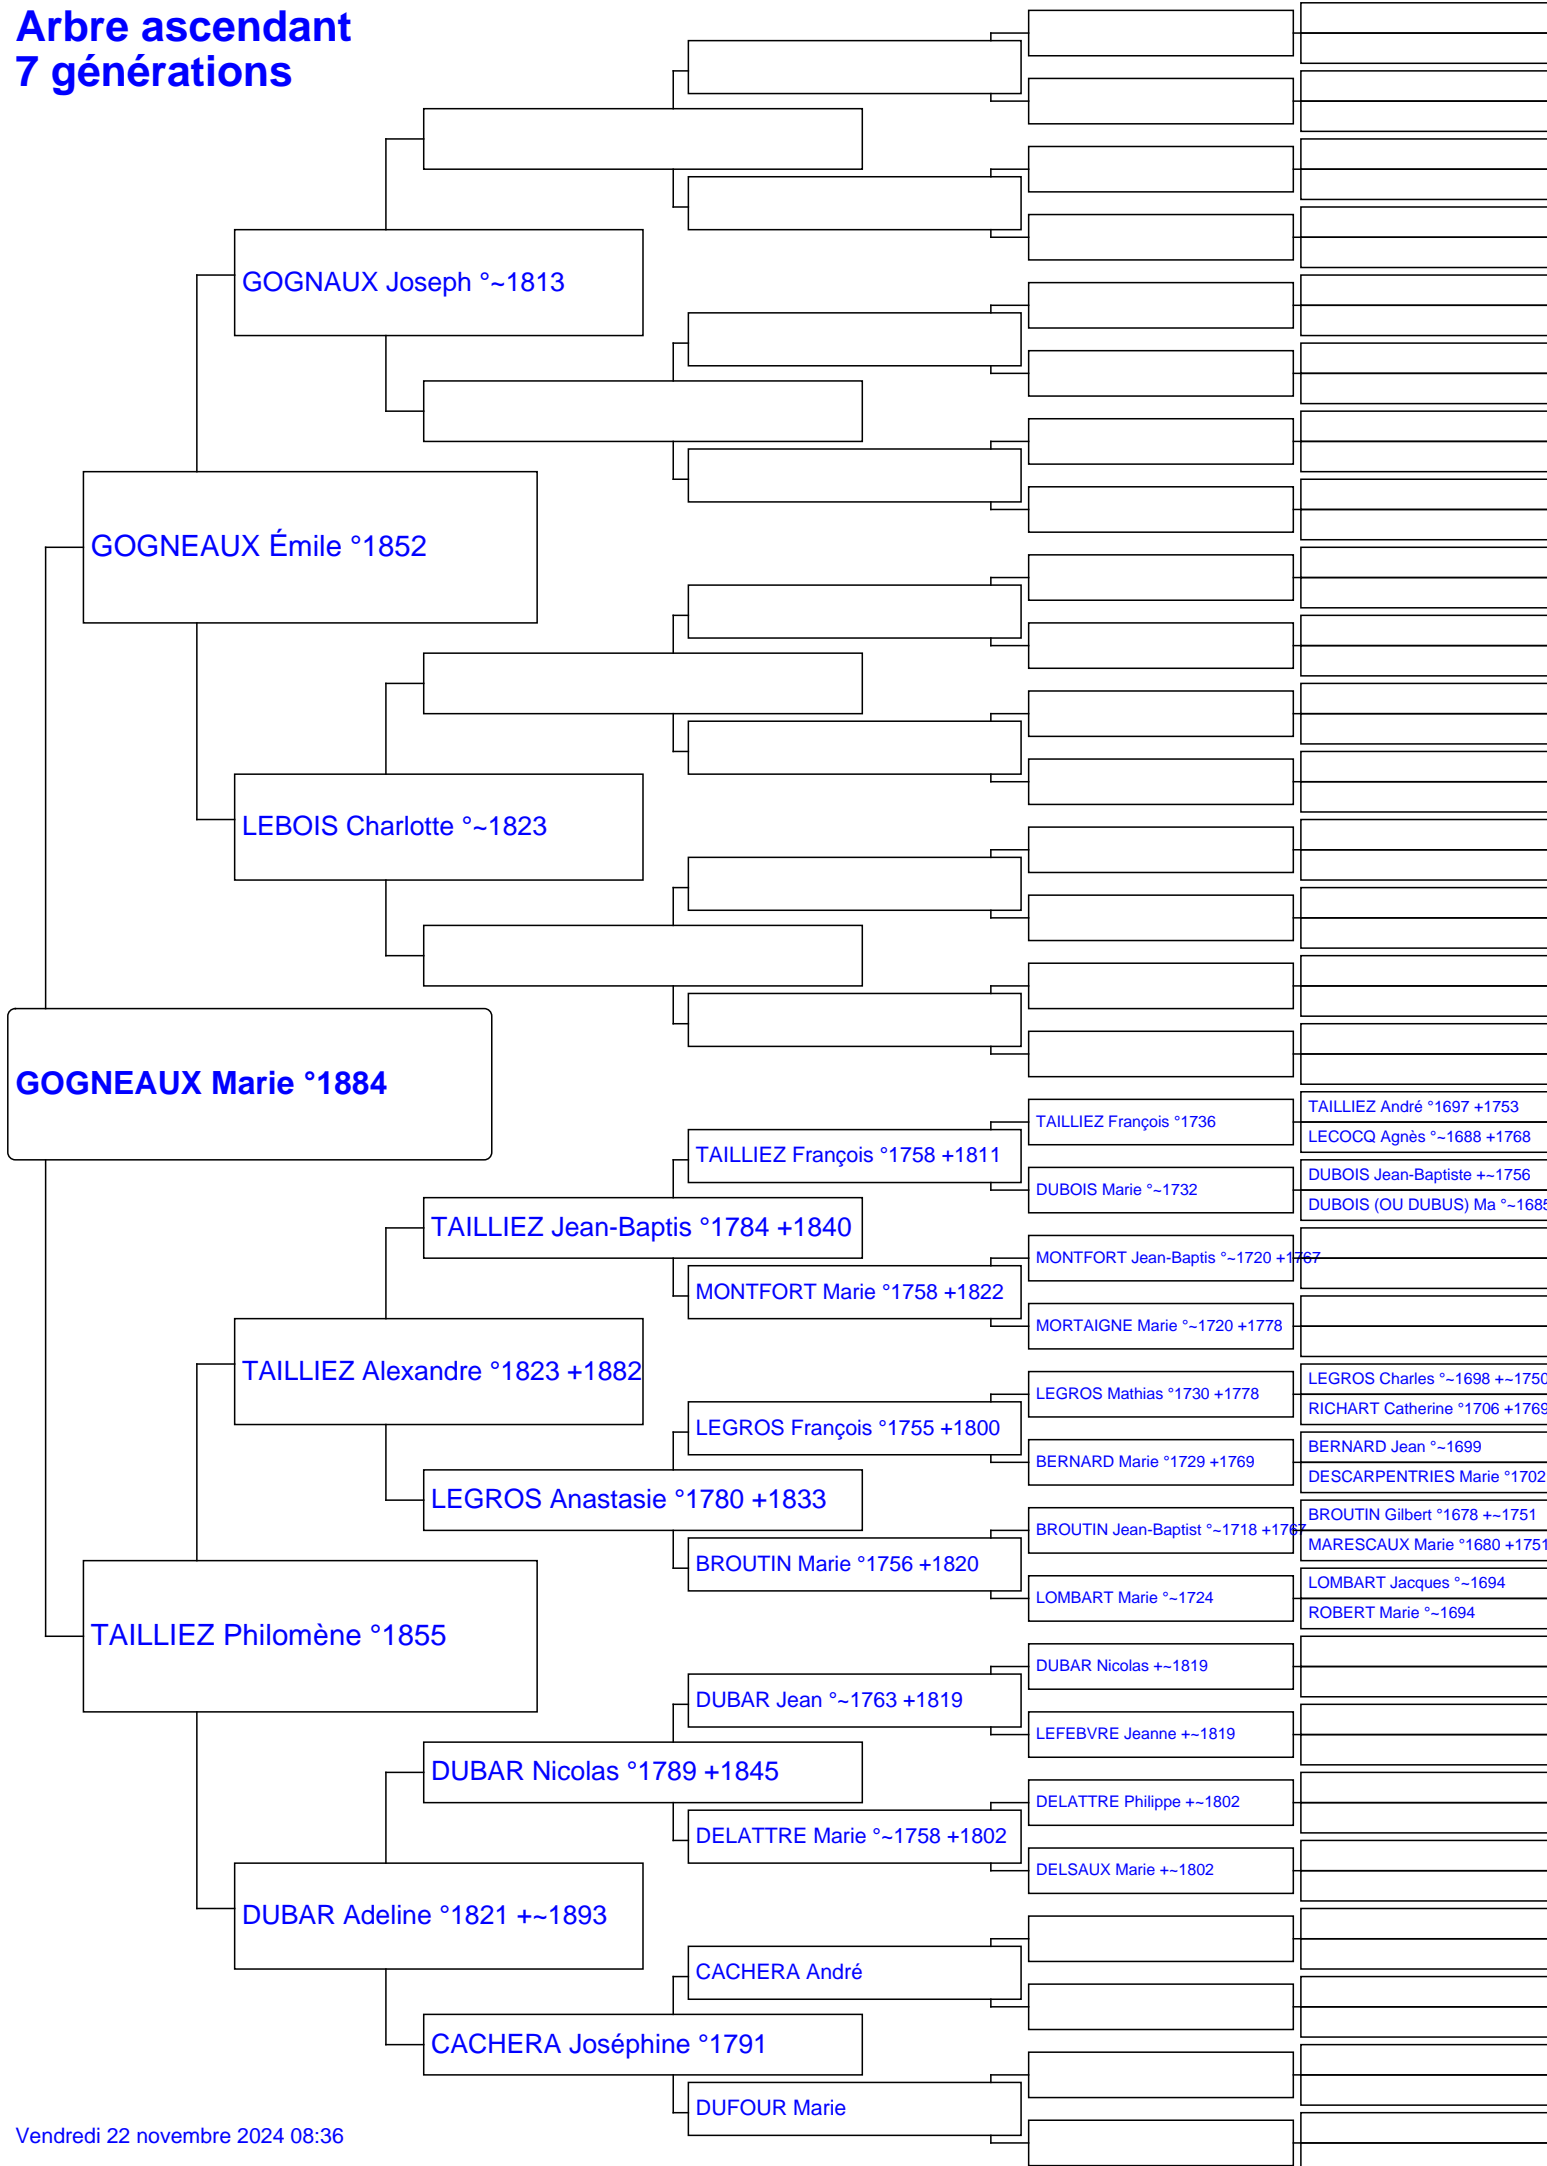 Arbre ascendant
7 générations
GOGNAUX Joseph °~1813
GOGNEAUX Émile °1852
LEBOIS Charlotte °~1823
GOGNEAUX Marie °1884
TAILLIEZ François °1758 +1811
TAILLIEZ François °1736
TAILLIEZ André °1697 +1753
LECOCQ Agnès °~1688 +1768
DUBOIS Marie °~1732
DUBOIS Jean-Baptiste +~1756
DUBOIS (OU DUBUS) Ma °~1685
TAILLIEZ Jean-Baptis °1784 +1840
MONTFORT Marie °1758 +1822
MONTFORT Jean-Baptis °~1720 +1767
MORTAIGNE Marie °~1720 +1778
TAILLIEZ Alexandre °1823 +1882
LEGROS François °1755 +1800
LEGROS Mathias °1730 +1778
LEGROS Charles °~1698 +~1750
RICHART Catherine °1706 +1769
BERNARD Marie °1729 +1769
BERNARD Jean °~1699
DESCARPENTRIES Marie °1702
LEGROS Anastasie °1780 +1833
BROUTIN Marie °1756 +1820
BROUTIN Jean-Baptist °~1718 +1767
BROUTIN Gilbert °1678 +~1751
MARESCAUX Marie °1680 +1751
LOMBART Marie °~1724
LOMBART Jacques °~1694
ROBERT Marie °~1694
TAILLIEZ Philomène °1855
DUBAR Jean °~1763 +1819
DUBAR Nicolas +~1819
LEFEBVRE Jeanne +~1819
DUBAR Nicolas °1789 +1845
DELATTRE Marie °~1758 +1802
DELATTRE Philippe +~1802
DELSAUX Marie +~1802
DUBAR Adeline °1821 +~1893
CACHERA André
CACHERA Joséphine °1791
DUFOUR Marie
Vendredi 22 novembre 2024 08:36